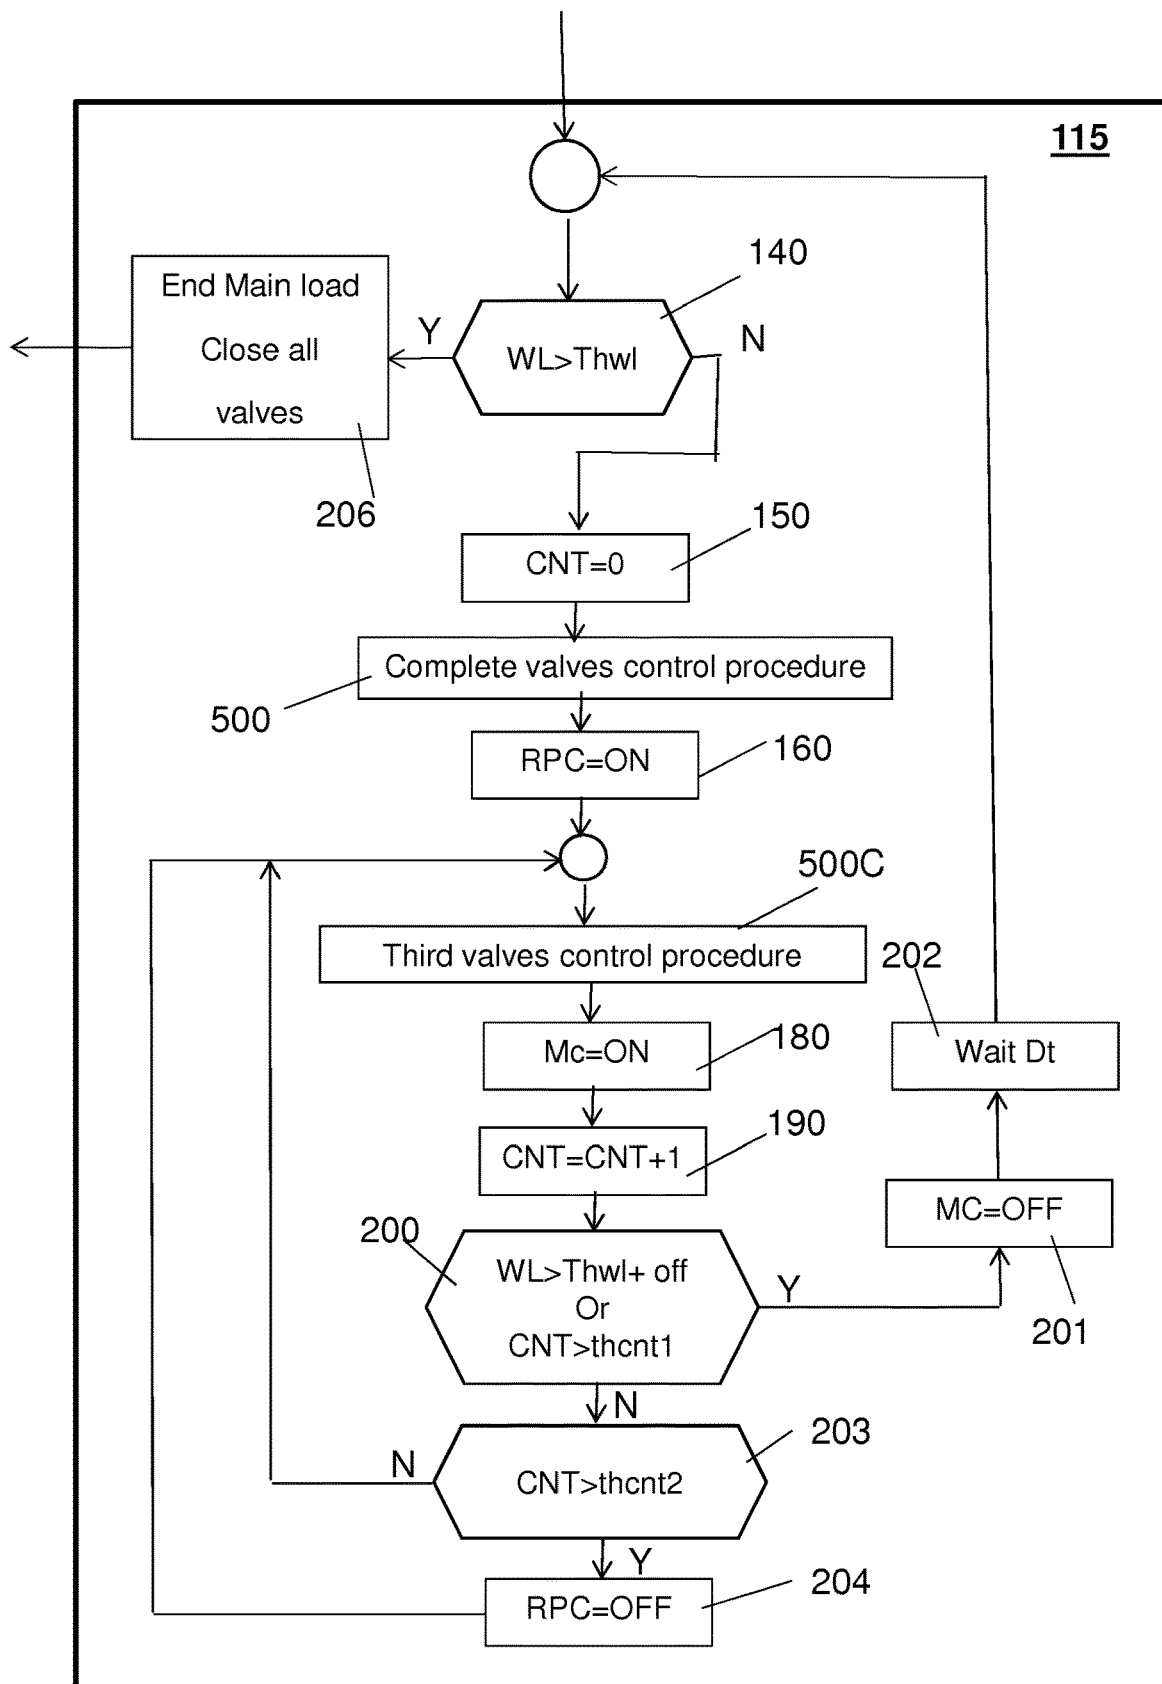 115
140
End Main load
Close all
valves
Y
WL>Thwl
N
206
150
CNT=0
Complete valves control procedure
500
160
RPC=ON
500C
Third valves control procedure
202
Mc=ON
180
Wait Dt
190
CNT=CNT+1
MC=OFF
200
WL>Thwl+ off
Or
CNT>thcnt1
Y
201
N
203
N
CNT>thcnt2
Y
204
RPC=OFF